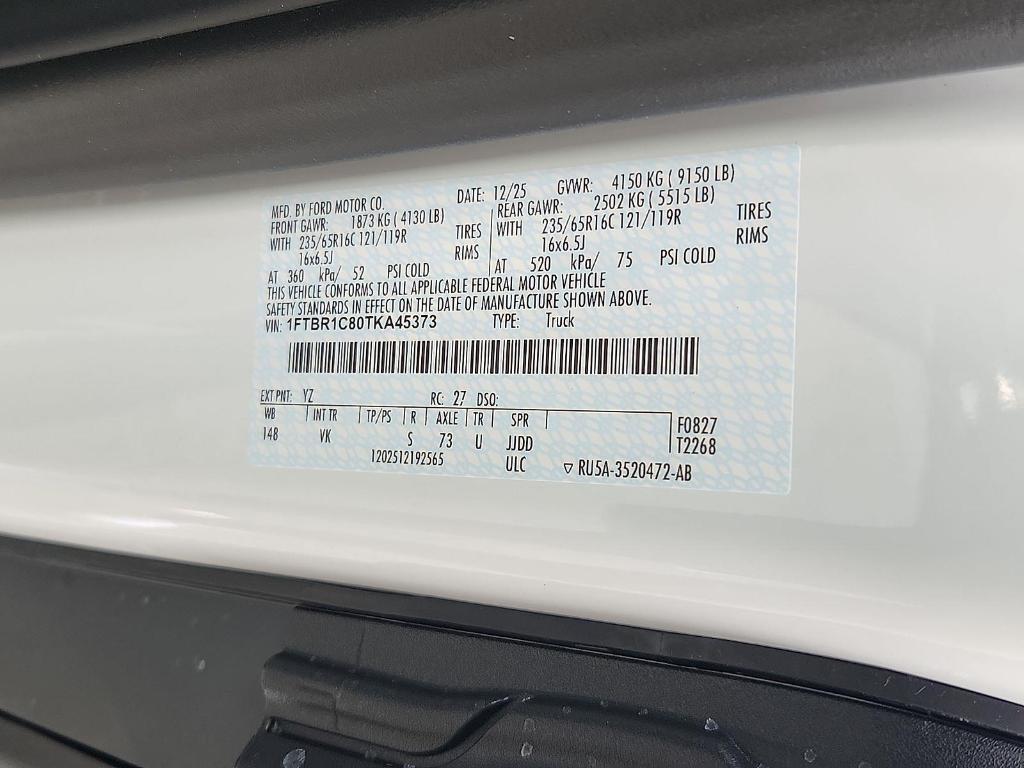 MFD. BY FORD MOTOR CO. DATE: 12/25 GVWR: 4150 KG ( 9150 LB)
FRONT GAWR: 1873 KG ( 4130 LB) REAR GAWR: 2502 KG ( 5515 LB)
WITH 235/65R16C 121/119R TIRES WITH 235/65R16C 121/119R TIRES
16x6.5J RIMS 16x6.5J RIMS
AT 360 kPa/ 52 PSI COLD AT 520 kPa/ 75 PSI COLD
THIS VEHICLE CONFORMS TO ALL APPLICABLE FEDERAL MOTOR VEHICLE
SAFETY STANDARDS IN EFFECT ON THE DATE OF MANUFACTURE SHOWN ABOVE.
VIN: 1FTBR1C80TKA45373 TYPE: Truck
EXT PNT: YZ RC: 27 DSO:
WB INT TR TP/PS R AXLE TR SPR F0827
148 VK S 73 U JJDD T2268
1202512192565 ULC ▽ RU5A-3520472-AB